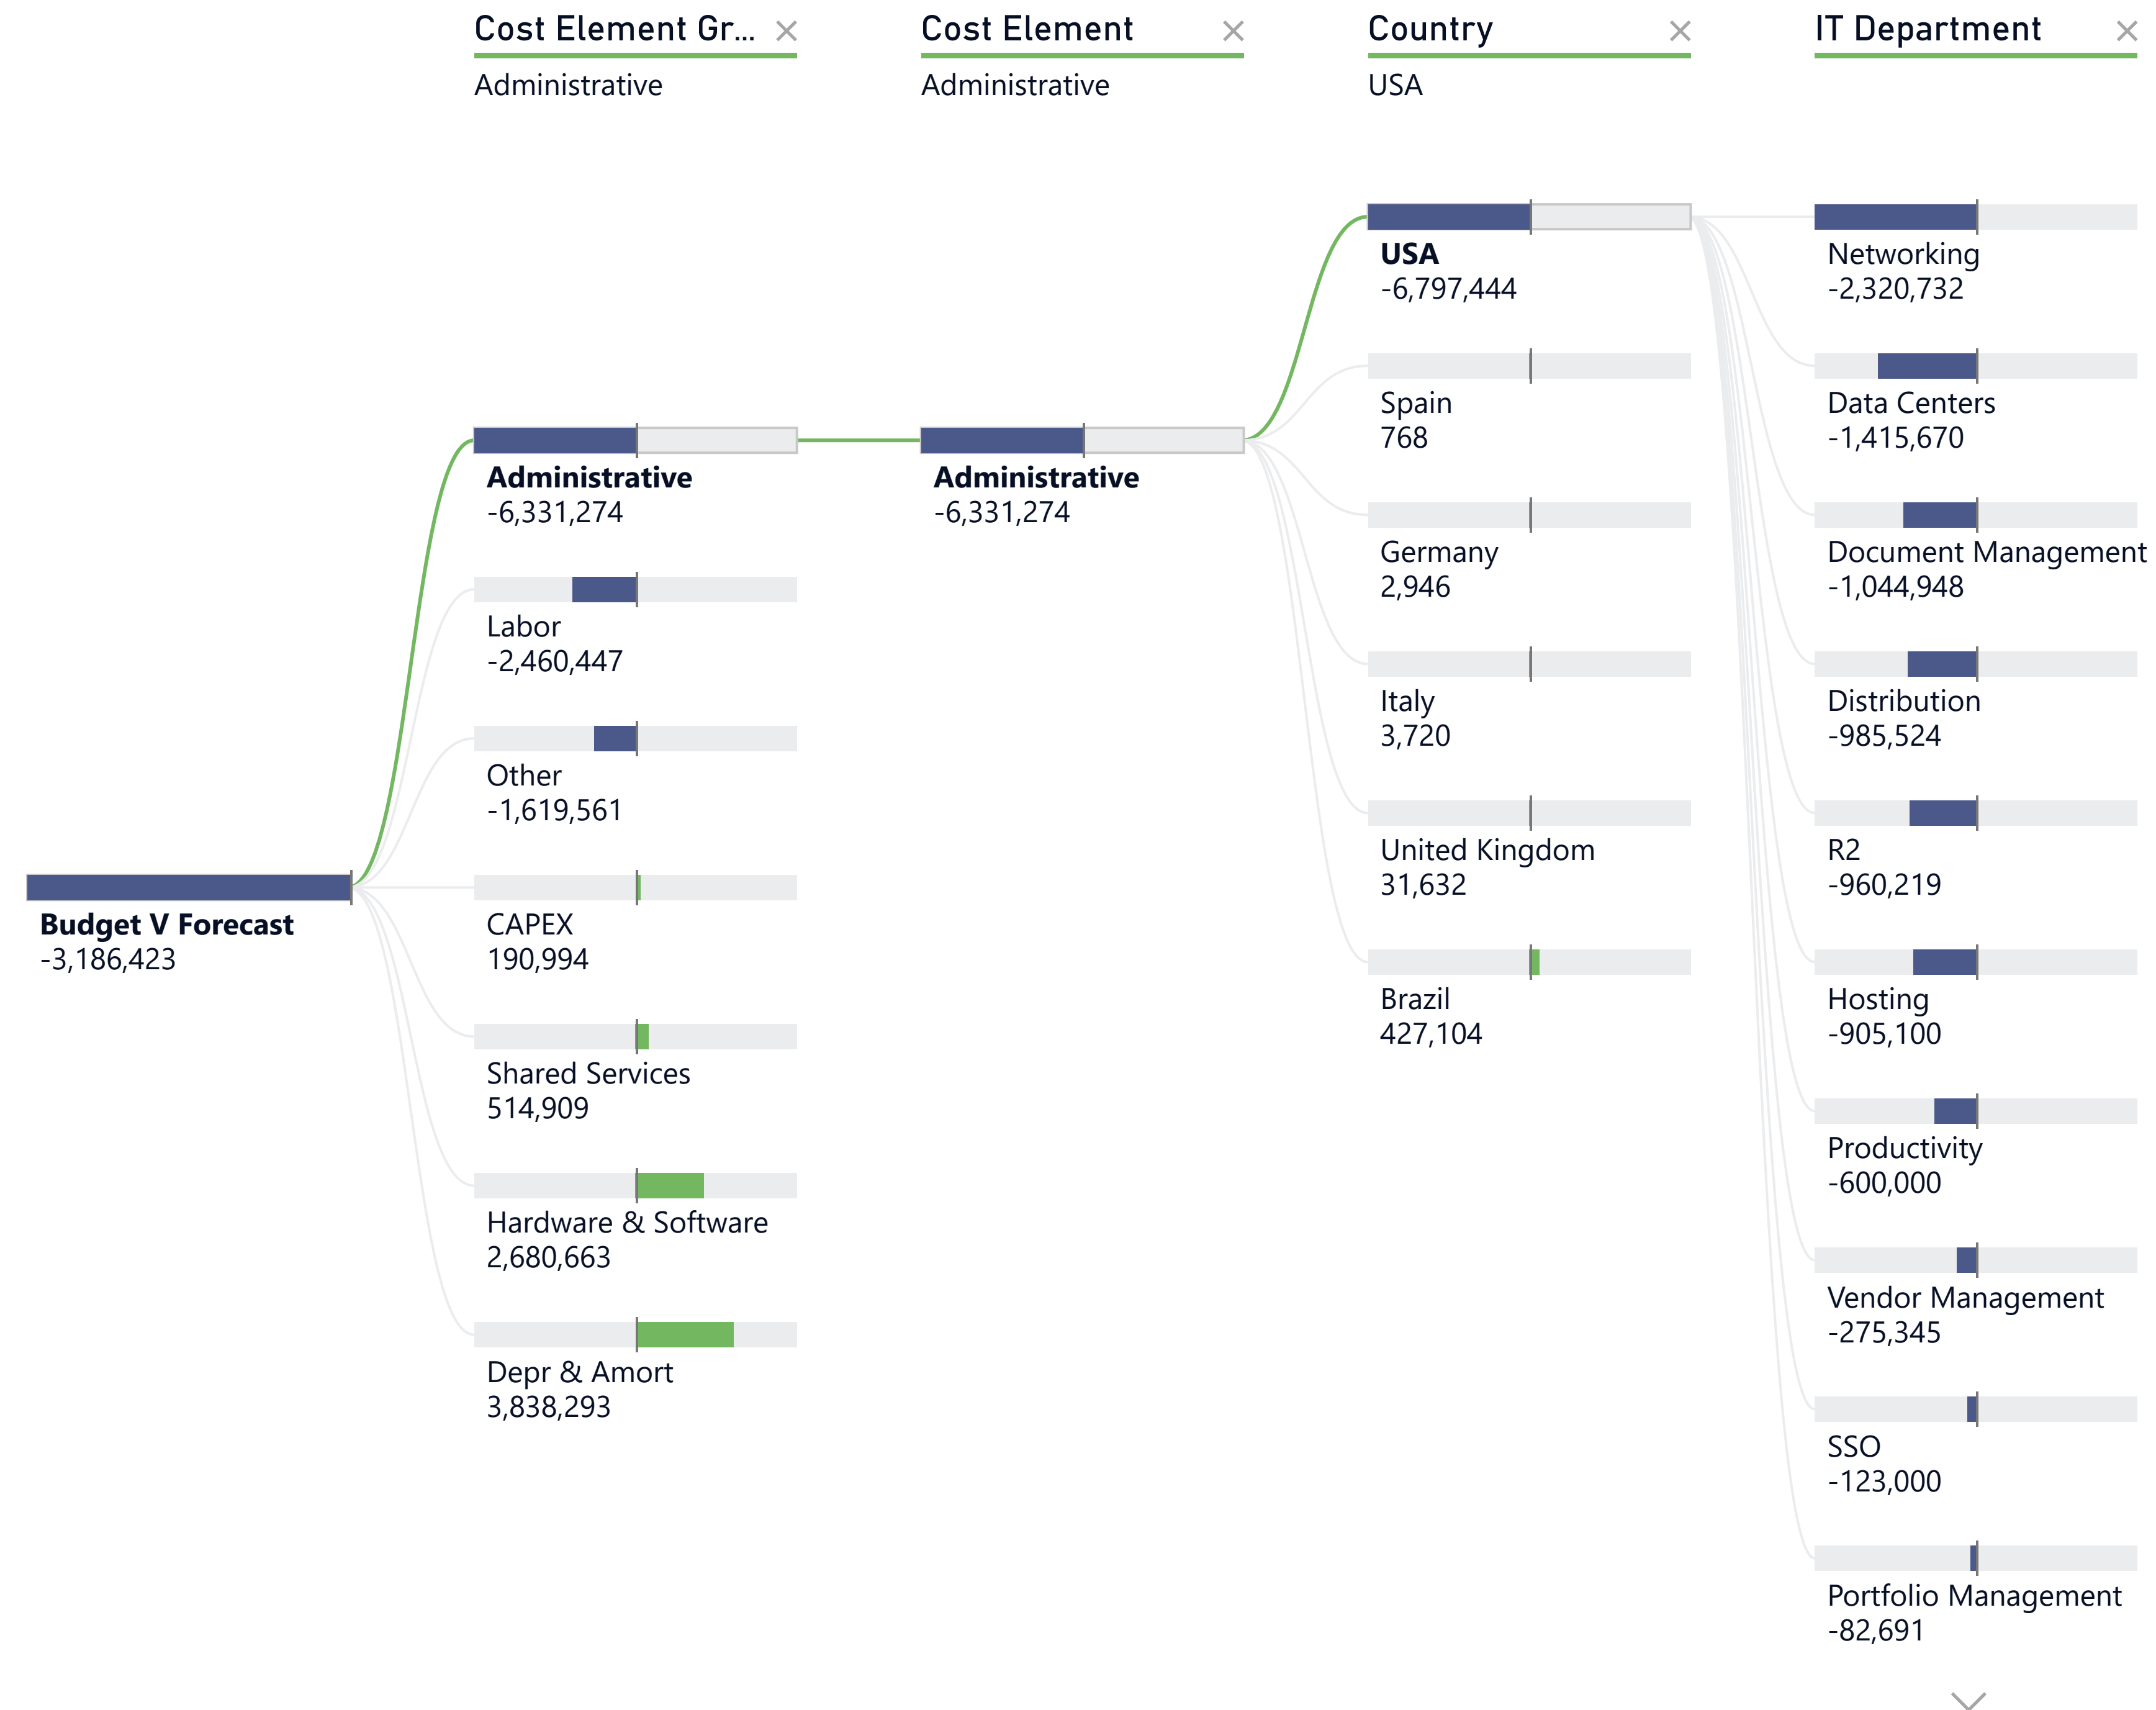 Cost Element Gr...
Administrative
Cost Element
Administrative
Country
USA
IT Department
Budget V Forecast
-3,186,423
Administrative
-6,331,274
Labor
-2,460,447
Other
-1,619,561
CAPEX
190,994
Shared Services
514,909
Hardware & Software
2,680,663
Depr & Amort
3,838,293
Administrative
-6,331,274
USA
-6,797,444
Spain
768
Germany
2,946
Italy
3,720
United Kingdom
31,632
Brazil
427,104
Networking
-2,320,732
Data Centers
-1,415,670
Document Management
-1,044,948
Distribution
-985,524
R2
-960,219
Hosting
-905,100
Productivity
-600,000
Vendor Management
-275,345
SSO
-123,000
Portfolio Management
-82,691